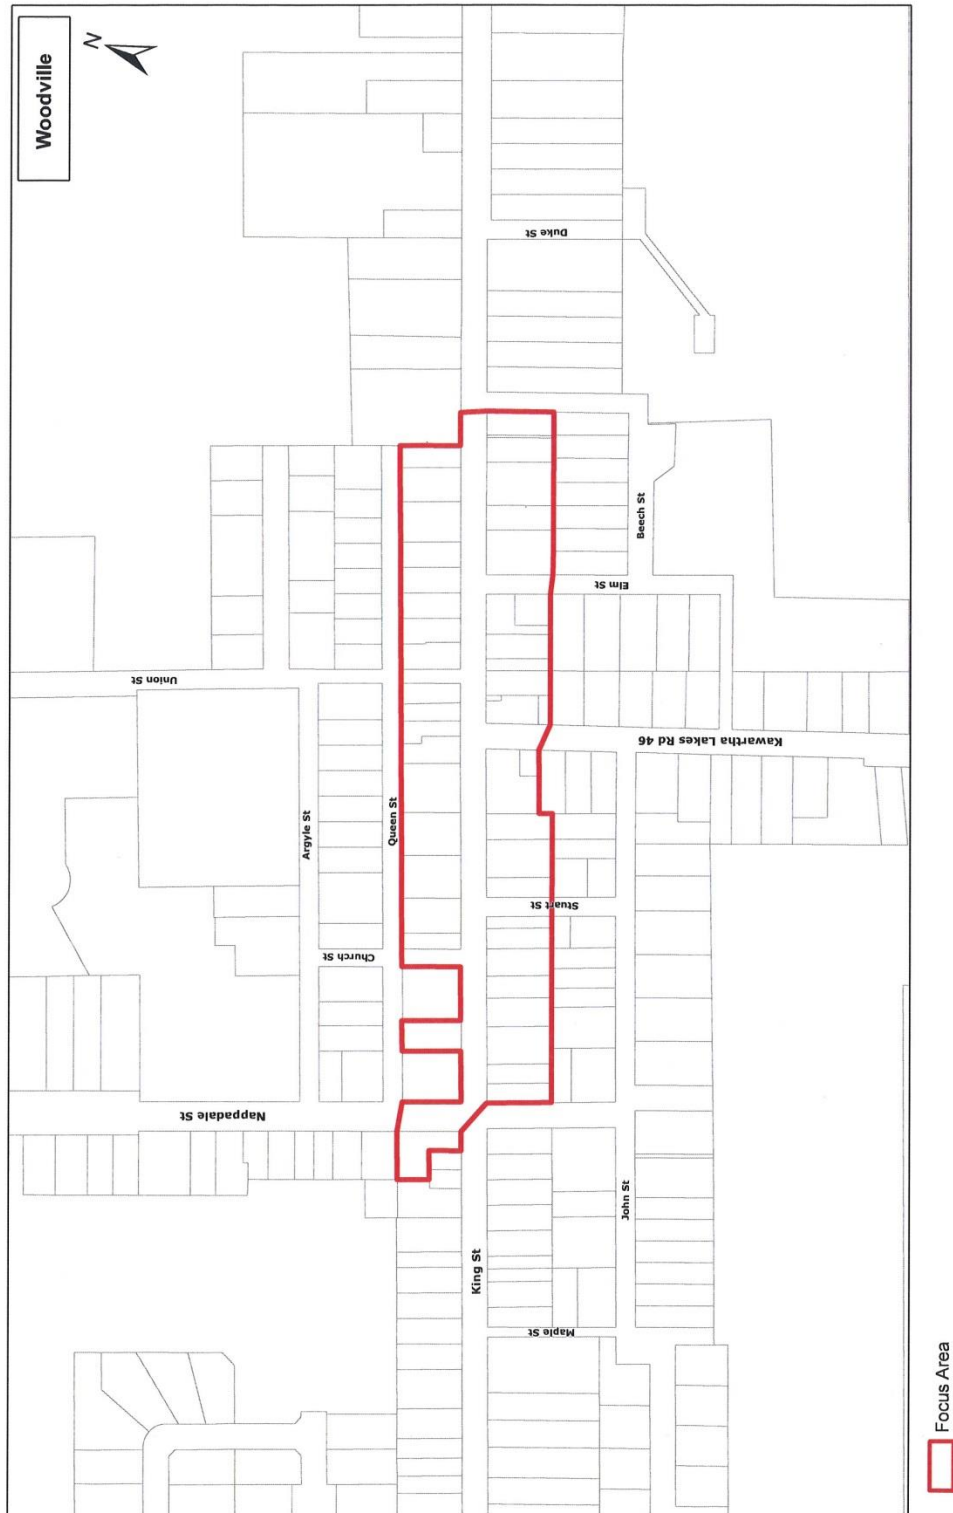 Woodville
N
Duke St
Beech St
Elm St
Union St
Kawartha Lakes Rd 46
Argyle St
Queen St
Stuart St
Church St
Nappadale St
John St
King St
Maple St
Focus Area